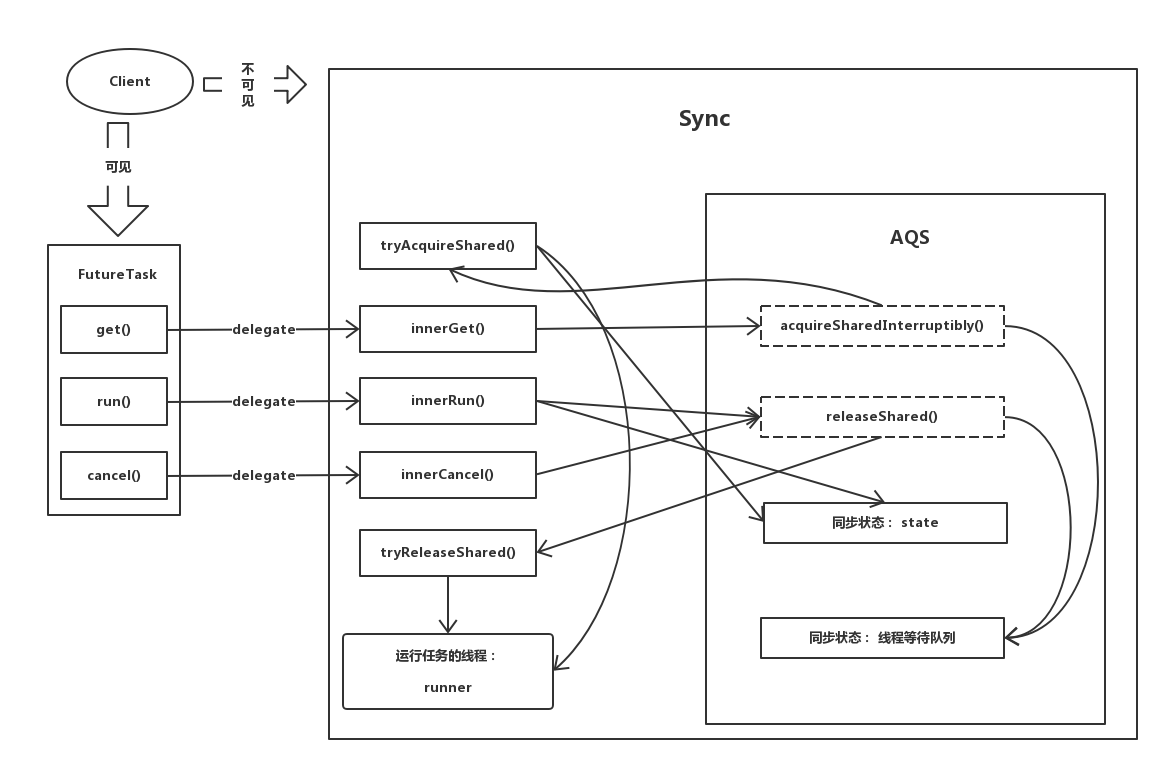 Client
不
可
见
可见
Sync
AQS
FutureTask
get()
run()
cancel()
delegate
delegate
delegate
tryAcquireShared()
innerGet()
innerRun()
innerCancel()
tryReleaseShared()
运行任务的线程：
runner
acquireSharedInterruptibly()
releaseShared()
同步状态： state
同步状态： 线程等待队列